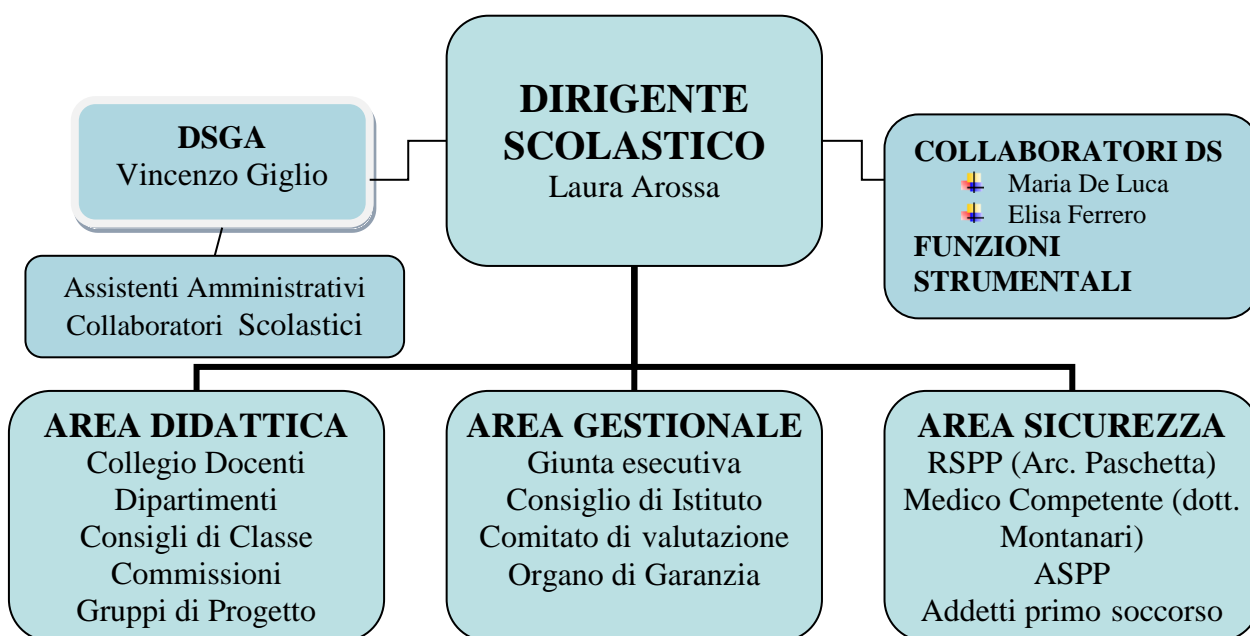 DIRIGENTE
SCOLASTICO
Laura Arossa
DSGA
Vincenzo Giglio
COLLABORATORI DS
Maria De Luca
Elisa Ferrero
FUNZIONI
STRUMENTALI
Assistenti Amministrativi
Collaboratori Scolastici
AREA DIDATTICA
Collegio Docenti
Dipartimenti
Consigli di Classe
Commissioni
Gruppi di Progetto
AREA GESTIONALE
Giunta esecutiva
Consiglio di Istituto
Comitato di valutazione
Organo di Garanzia
AREA SICUREZZA
RSPP (Arc. Paschetta)
Medico Competente (dott.
Montanari)
ASPP
Addetti primo soccorso